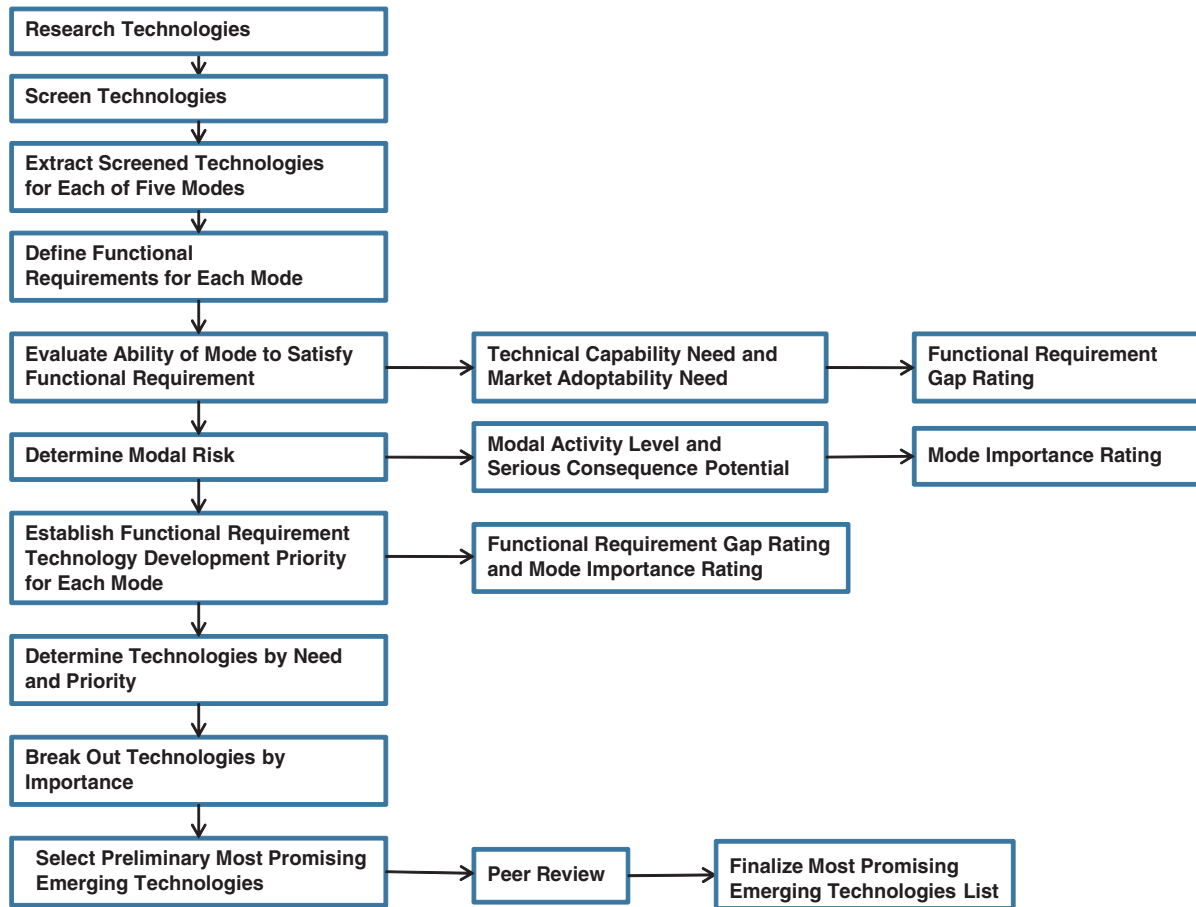 Research Technologies
Screen Technologies
Extract Screened Technologies
for Each of Five Modes
Define Functional
Requirements for Each Mode
Evaluate Ability of Mode to Satisfy
Functional Requirement
Technical Capability Need and
Market Adoptability Need
Functional Requirement
Gap Rating
Determine Modal Risk
Modal Activity Level and
Serious Consequence Potential
Mode Importance Rating
Establish Functional Requirement
Technology Development Priority
for Each Mode
Functional Requirement Gap Rating
and Mode Importance Rating
Determine Technologies by Need
and Priority
Break Out Technologies by
Importance
Select Preliminary Most Promising
Emerging Technologies
Peer Review
Finalize Most Promising
Emerging Technologies List